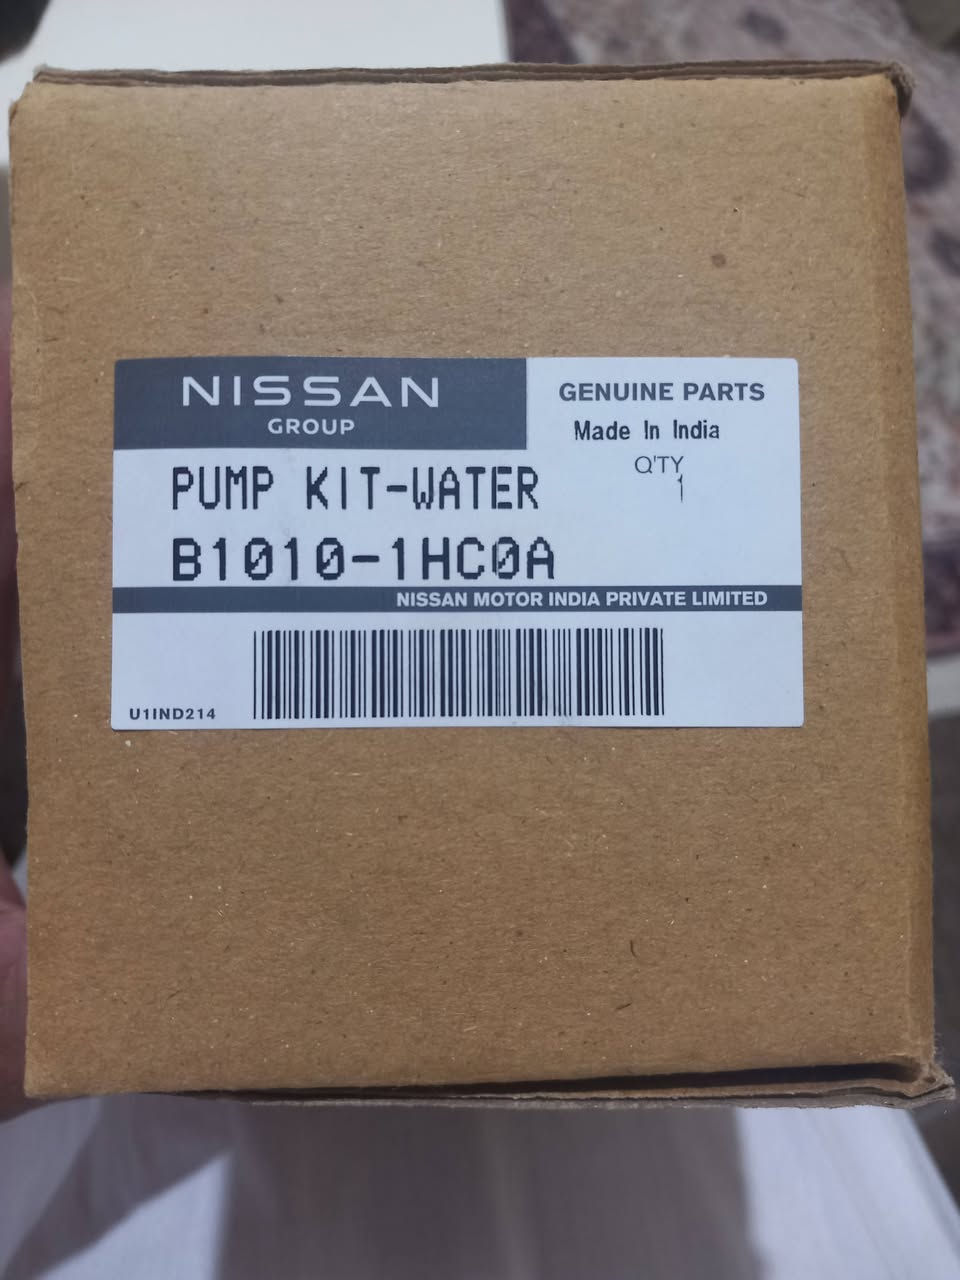 NISSAN
GROUP
GENUINE PARTS
Made In India
Q'TY
1
PUMP KIT-WATER
B1010-1HC0A
NISSAN MOTOR INDIA PRIVATE LIMITED
U1IND214